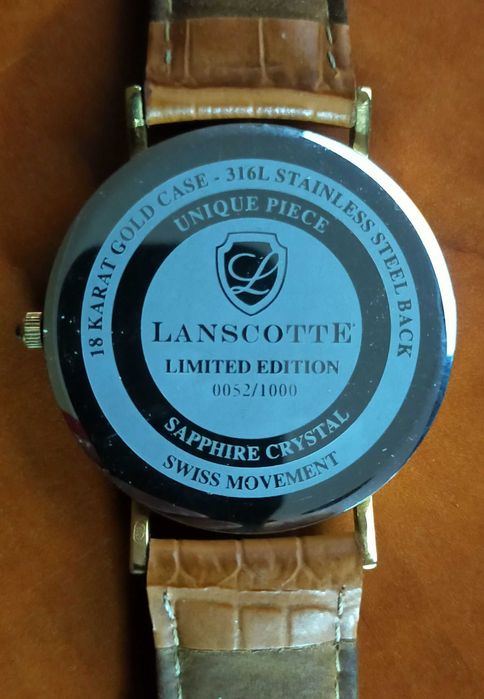 18 KARAT GOLD CASE - 316L STAINLESS STEEL BACK
UNIQUE PIECE
L
LANSCOTTE
LIMITED EDITION
0052/1000
SAPPHIRE CRYSTAL
SWISS MOVEMENT